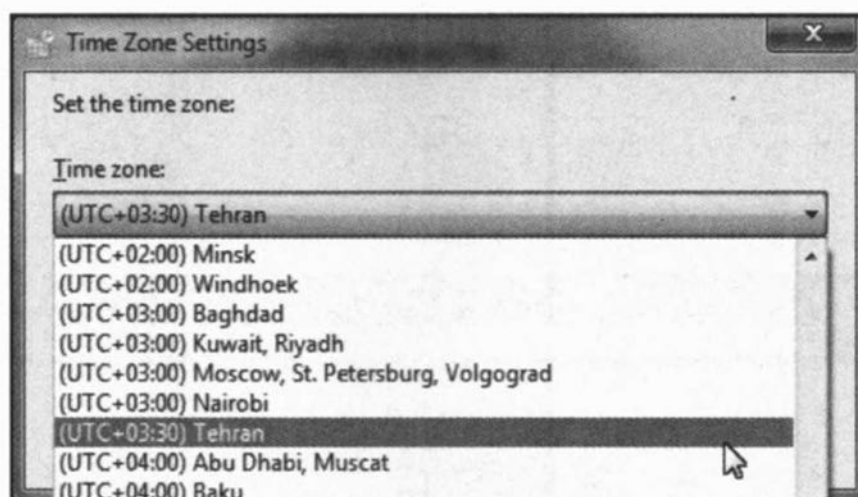 Time Zone Settings
Set the time zone:
Time zone:
(UTC+03:30) Tehran
(UTC+02:00) Minsk
(UTC+02:00) Windhoek
(UTC+03:00) Baghdad
(UTC+03:00) Kuwait, Riyadh
(UTC+03:00) Moscow, St. Petersburg, Volgograd
(UTC+03:00) Nairobi
(UTC+03:30) Tehran
(UTC+04:00) Abu Dhabi, Muscat
(UTC+04:00) Baku